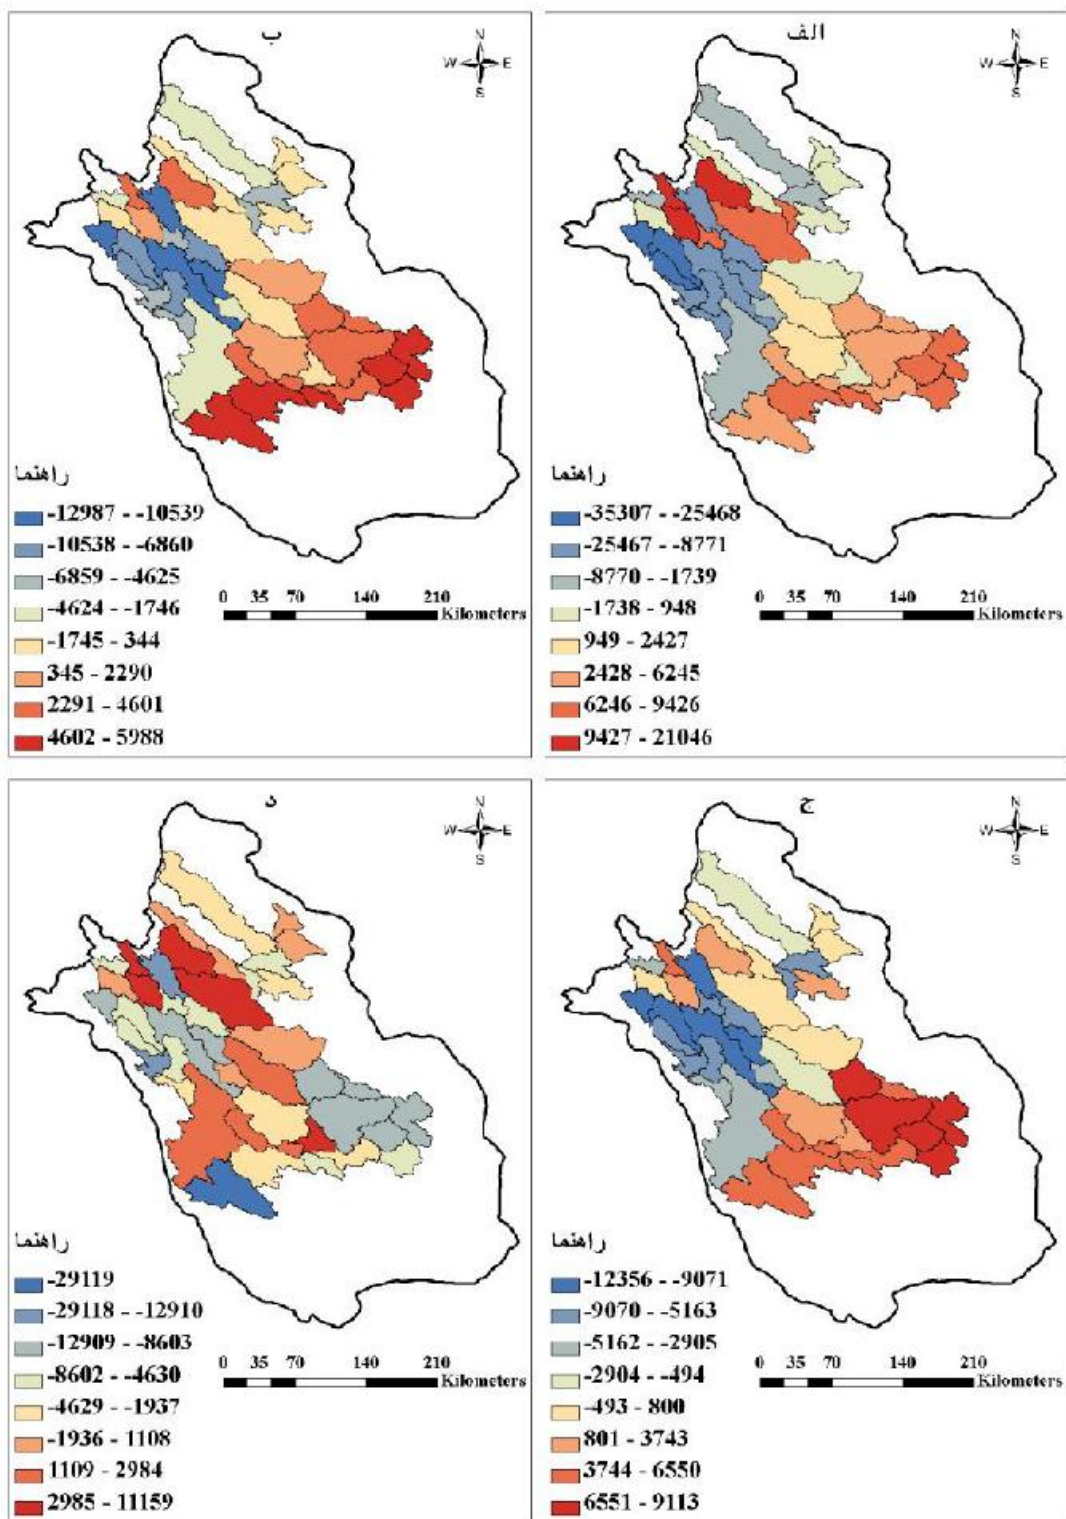 الف
N
W E
S
راهنما
-35307 - -25468
-25467 - -8771
-8770 - -1739
-1738 - 948
949 - 2427
2428 - 6245
6246 - 9426
9427 - 21046
0 35 70 140 210
Kilometers
ب
N
W E
S
راهنما
-12987 - -10539
-10538 - -6860
-6859 - -4625
-4624 - -1746
-1745 - 344
345 - 2290
2291 - 4601
4602 - 5988
0 35 70 140 210
Kilometers
ج
N
W E
S
راهنما
-12356 - -9071
-9070 - -5163
-5162 - -2905
-2904 - -494
-493 - 800
801 - 3743
3744 - 6550
6551 - 9113
0 35 70 140 210
Kilometers
د
N
W E
S
راهنما
-29119
-29118 - -12910
-12909 - -8603
-8602 - -4630
-4629 - -1937
-1936 - 1108
1109 - 2984
2985 - 11159
0 35 70 140 210
Kilometers